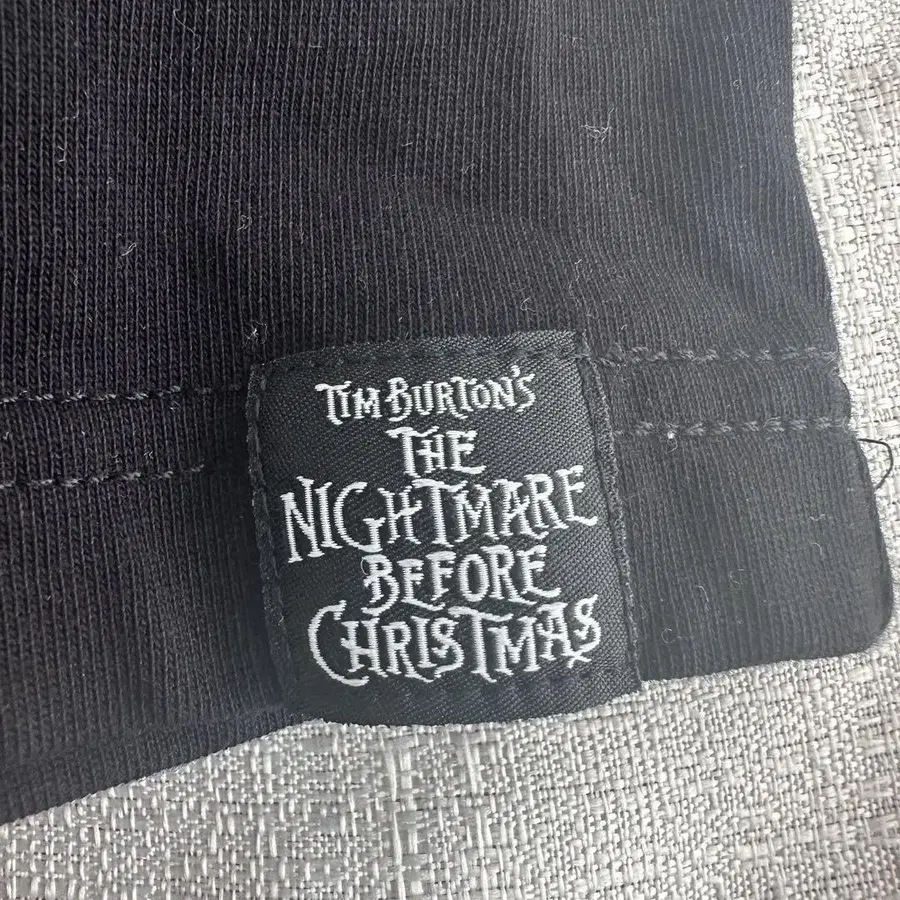 TIM BURTON'S
THE
NIGHTMARE
BEFORE
CHRISTMAS